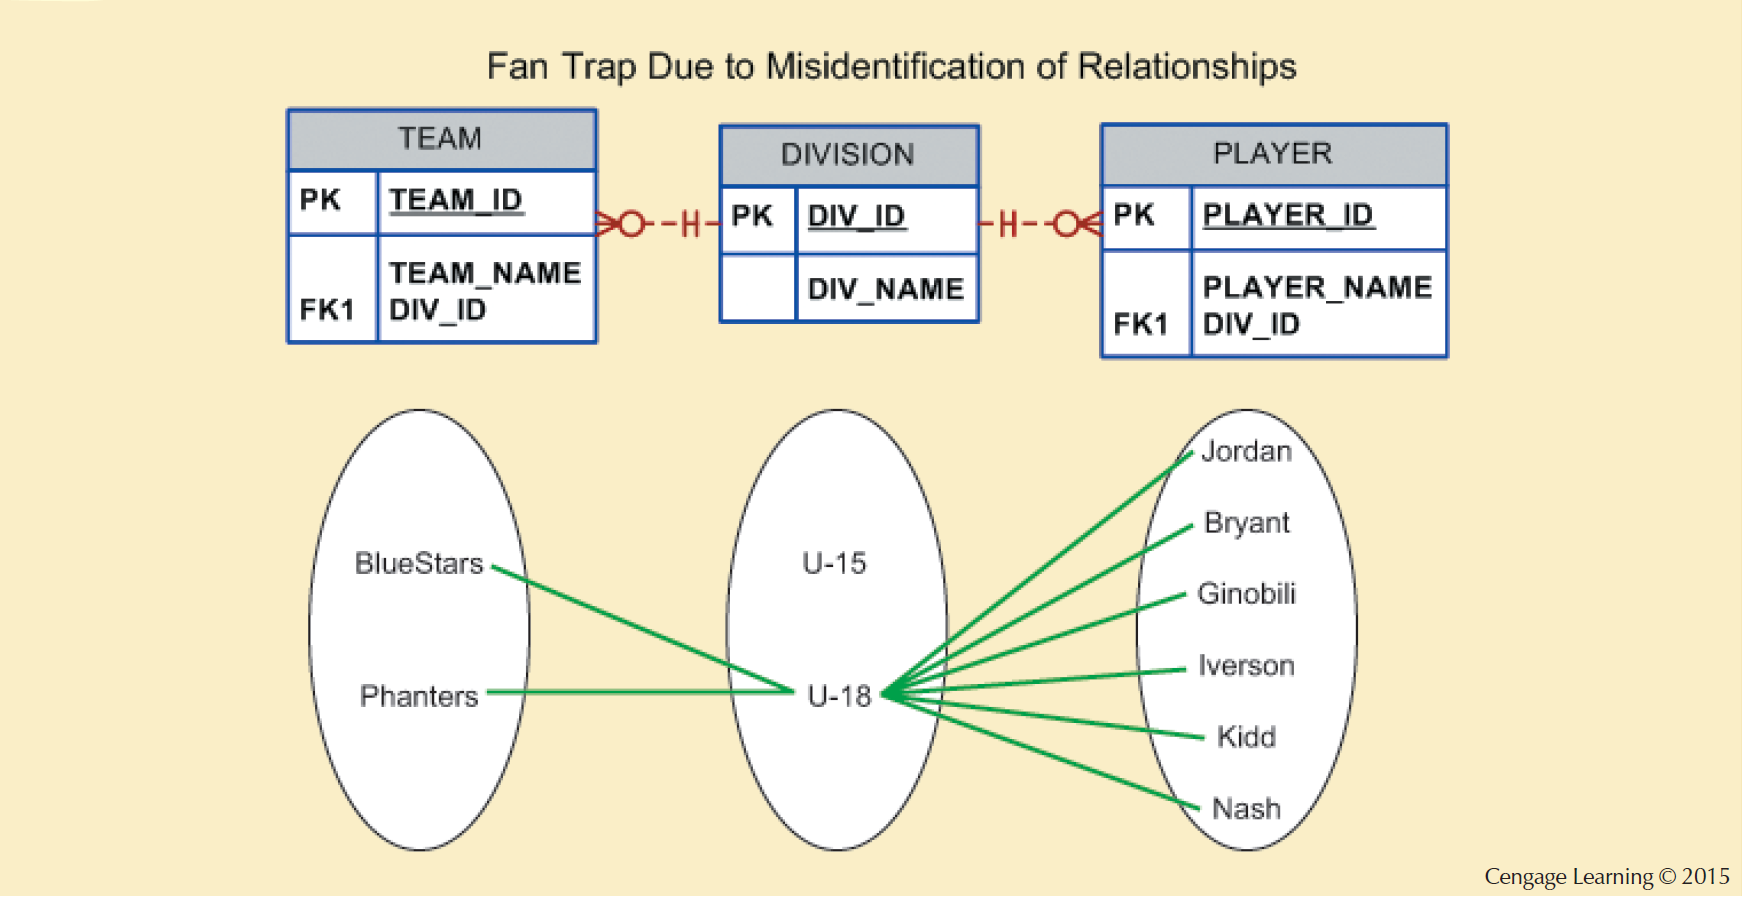 Fan Trap Due to Misidentification of Relationships
TEAM
PK TEAM_ID
TEAM_NAME
FK1 DIV_ID
DIVISION
PK DIV_ID
DIV_NAME
PLAYER
PK PLAYER_ID
PLAYER_NAME
FK1 DIV_ID
BlueStars
Phanters
U-15
U-18
Jordan
Bryant
Ginobili
Iverson
Kidd
Nash
Cengage Learning © 2015